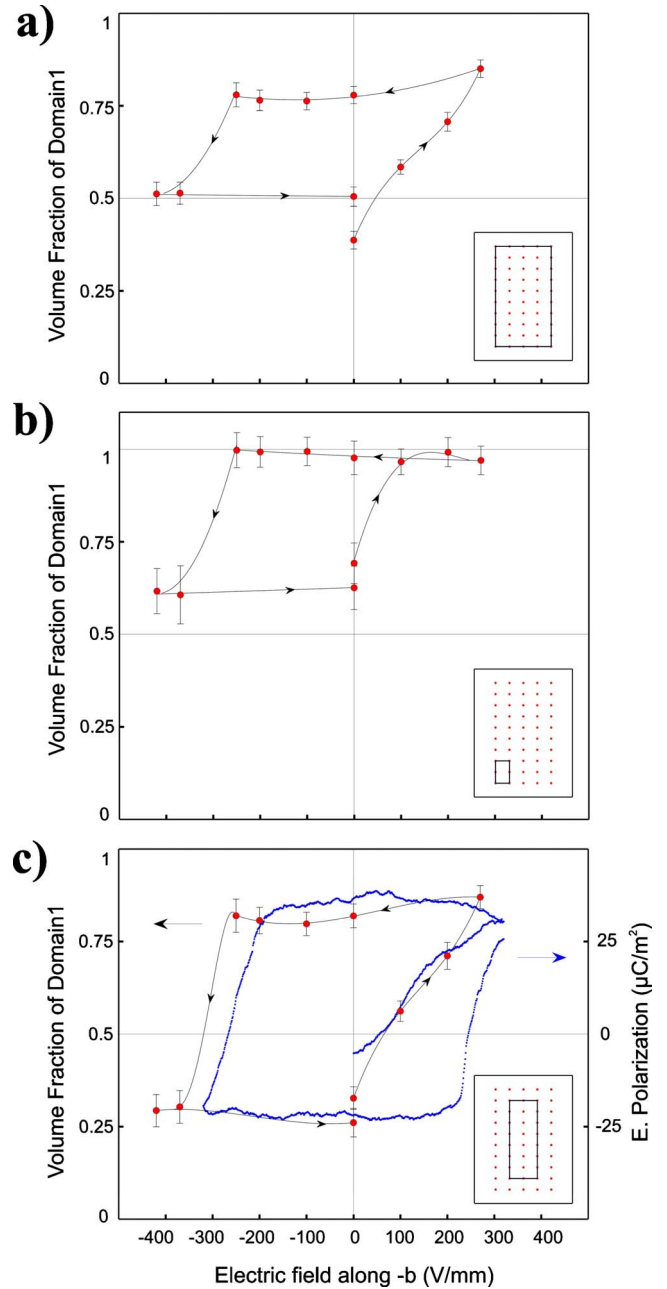 a)
Volume Fraction of Domain1
1
0.75
0.5
0.25
0
b)
Volume Fraction of Domain1
1
0.75
0.5
0.25
0
c)
Volume Fraction of Domain1
1
0.75
0.5
0.25
0
E. Polarization (μC/m²)
25
0
-25
-400 -300 -200 -100 0 100 200 300 400
Electric field along -b (V/mm)